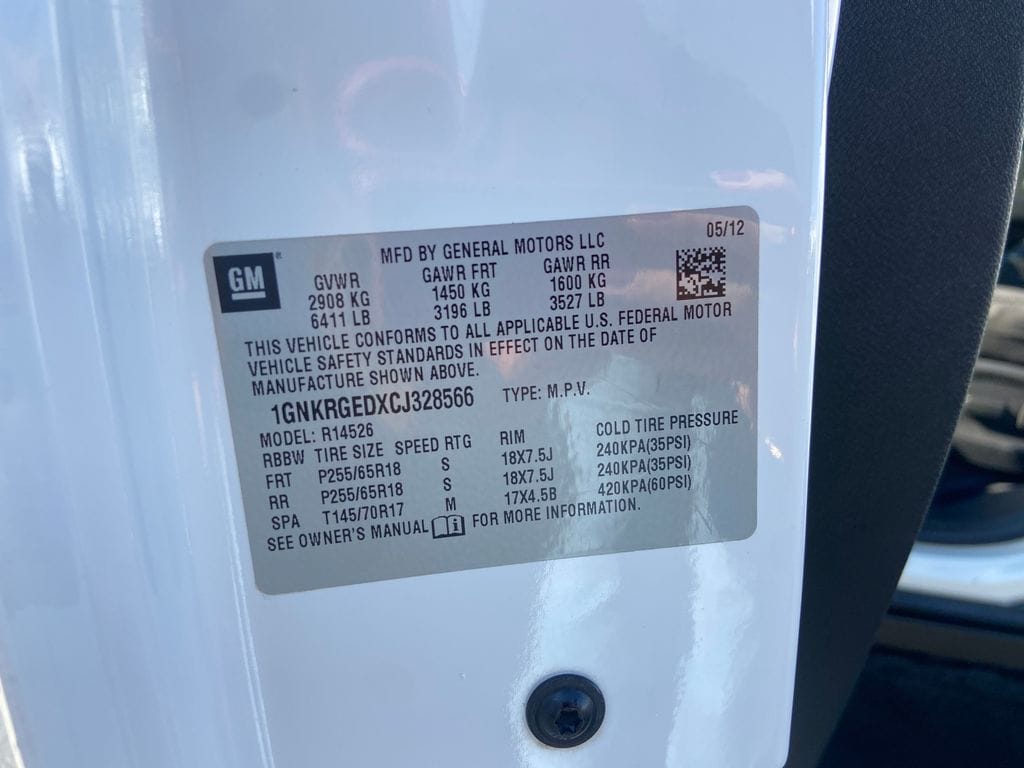 05/12
GM®
MFD BY GENERAL MOTORS LLC
GVWR GAWR FRT GAWR RR
2908 KG 1450 KG 1600 KG
6411 LB 3196 LB 3527 LB
THIS VEHICLE CONFORMS TO ALL APPLICABLE U.S. FEDERAL MOTOR
VEHICLE SAFETY STANDARDS IN EFFECT ON THE DATE OF
MANUFACTURE SHOWN ABOVE.
1GNKRGEDXCJ328566 TYPE: M.P.V.
MODEL: R14526
RBBW TIRE SIZE SPEED RTG RIM COLD TIRE PRESSURE
FRT P255/65R18 S 18X7.5J 240KPA(35PSI)
RR P255/65R18 S 18X7.5J 240KPA(35PSI)
SPA T145/70R17 M 17X4.5B 420KPA(60PSI)
SEE OWNER'S MANUAL i FOR MORE INFORMATION.